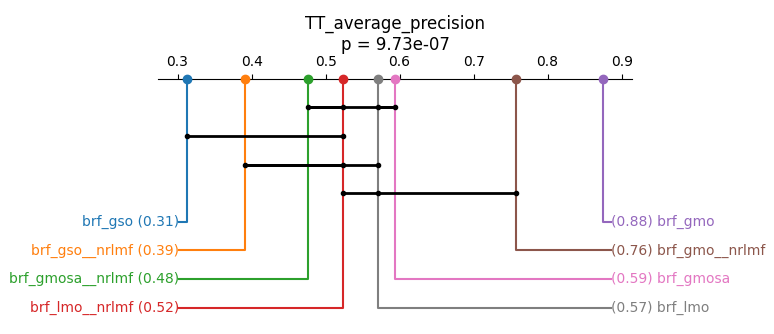 TT_average_precision
p = 9.73e-07
0.3 0.4 0.5 0.6 0.7 0.8 0.9
brf_gso (0.31) (0.88) brf_gmo
brf_gso__nrlmf (0.39) (0.76) brf_gmo__nrlmf
brf_gmosa__nrlmf (0.48) (0.59) brf_gmosa
brf_lmo__nrlmf (0.52) (0.57) brf_lmo